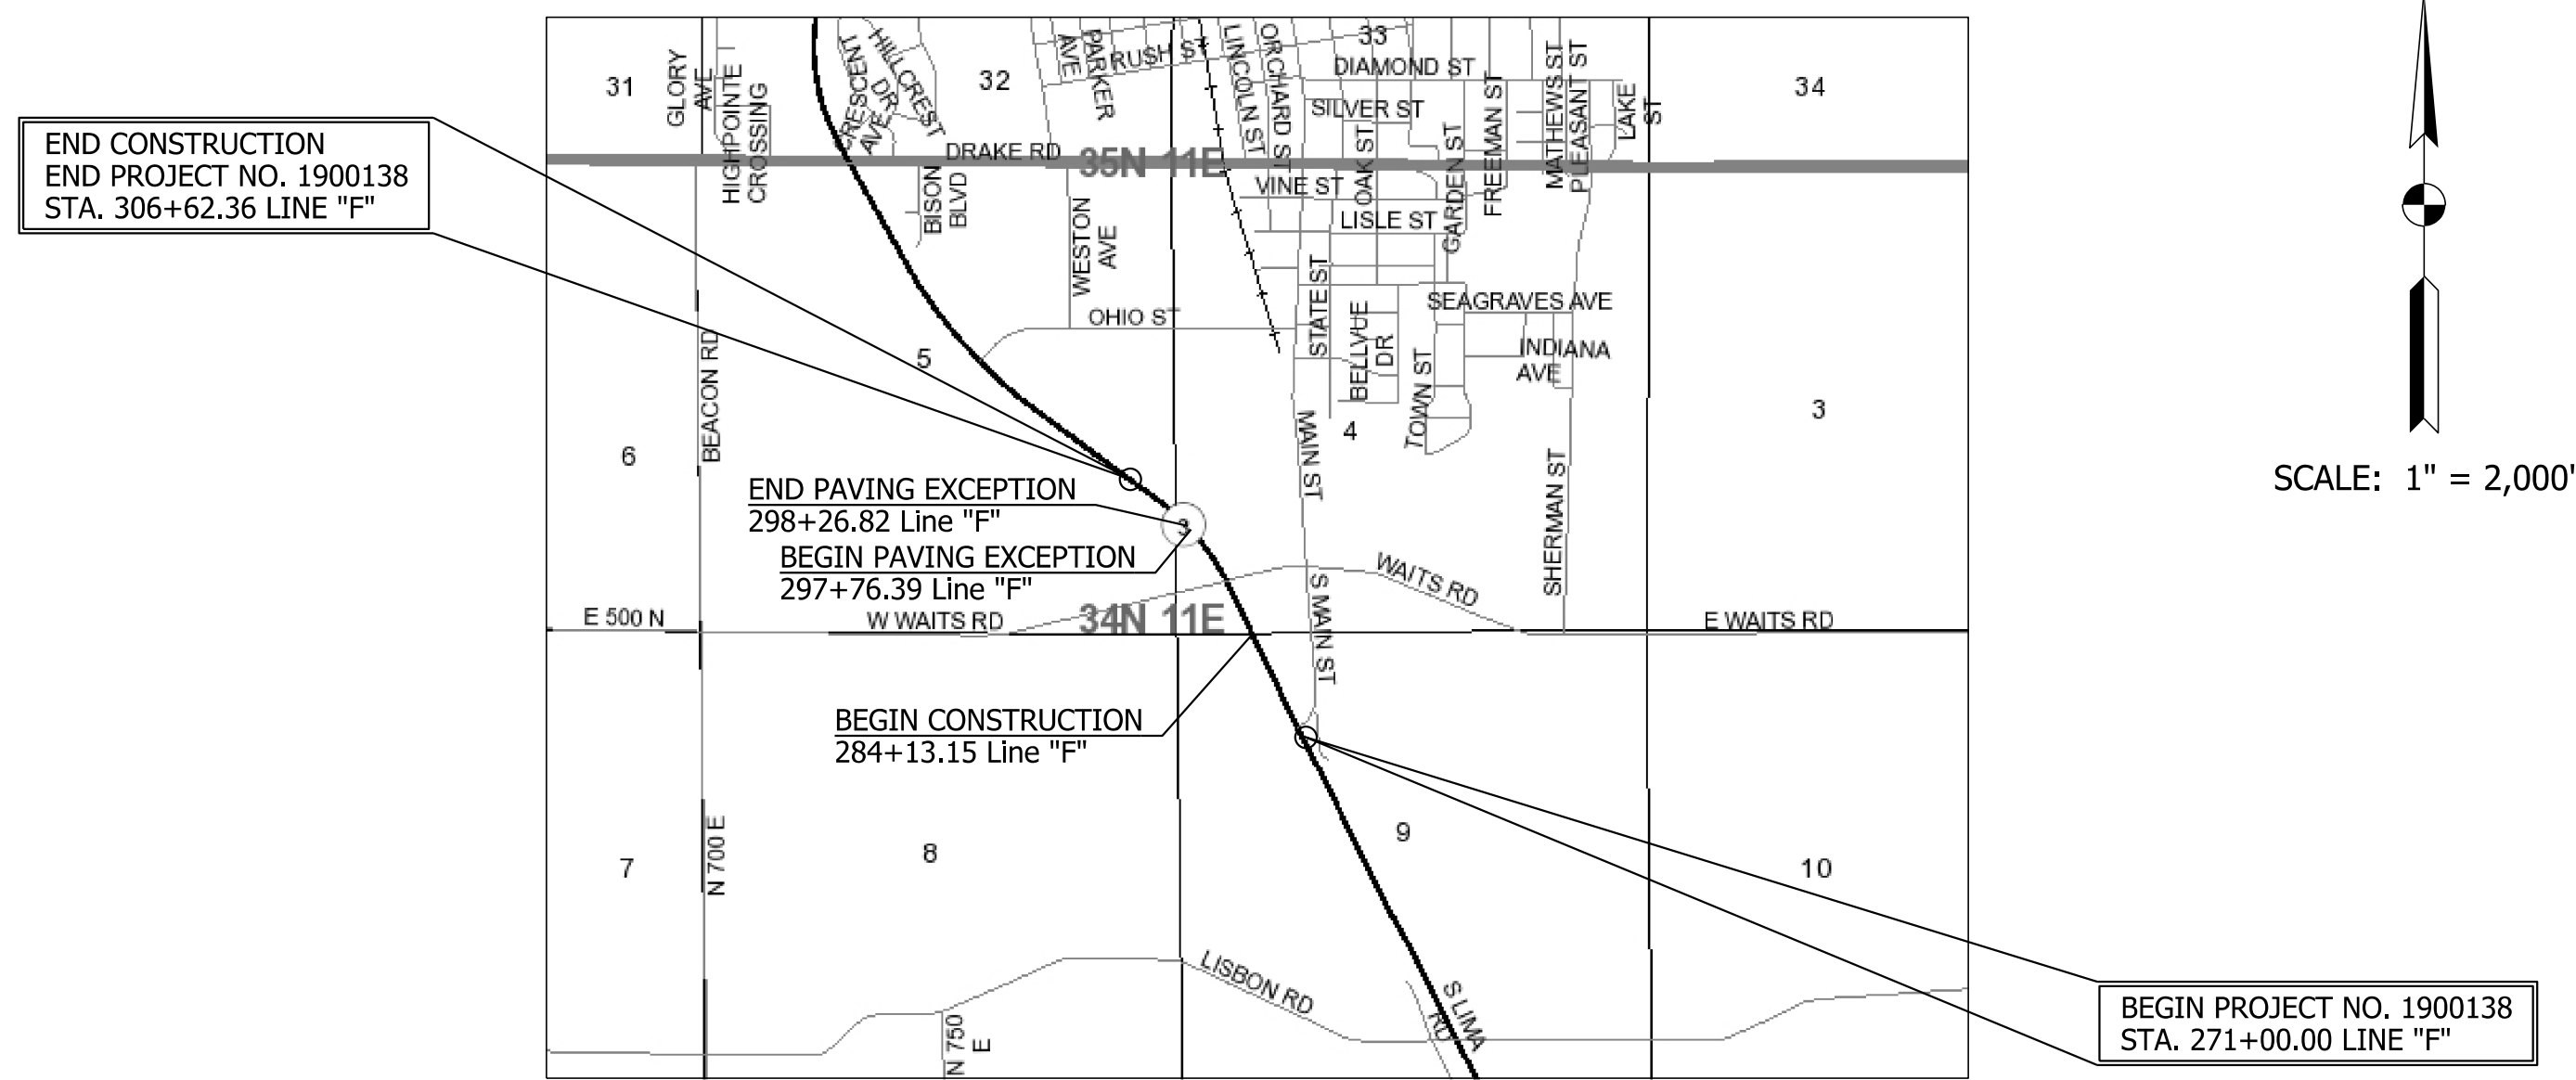 END CONSTRUCTION
END PROJECT NO. 1900138
STA. 306+62.36 LINE "F"
31
GLORY
AVE
HIGHPOINTE
CROSSING
CRESCENT
AVE
HILLCREST
DR
32
PARKER
AVE
RUSH ST
LINCOLN ST
ORCHARD ST
33
DIAMOND ST
SILVER ST
OAK ST
GARDEN ST
FREEMAN ST
MATHEWS ST
PLEASANT ST
LAKE
ST
34
DRAKE RD
35N 11E
VINE ST
LISLE ST
BISON
BLVD
WESTON
AVE
OHIO ST
STATE ST
BELLVUE
DR
TOWN ST
SEAGRAVES AVE
INDIANA
AVE
5
6
BEACON RD
MAIN ST
4
3
SHERMAN ST
SCALE: 1" = 2,000'
END PAVING EXCEPTION
298+26.82 Line "F"
3
BEGIN PAVING EXCEPTION
297+76.39 Line "F"
WAITS RD
E 500 N
W WAITS RD
34N 11E
S MAIN ST
E WAITS RD
BEGIN CONSTRUCTION
284+13.15 Line "F"
7
N 700 E
8
9
10
LISBON RD
N 750
E
S LIMA
RD
BEGIN PROJECT NO. 1900138
STA. 271+00.00 LINE "F"